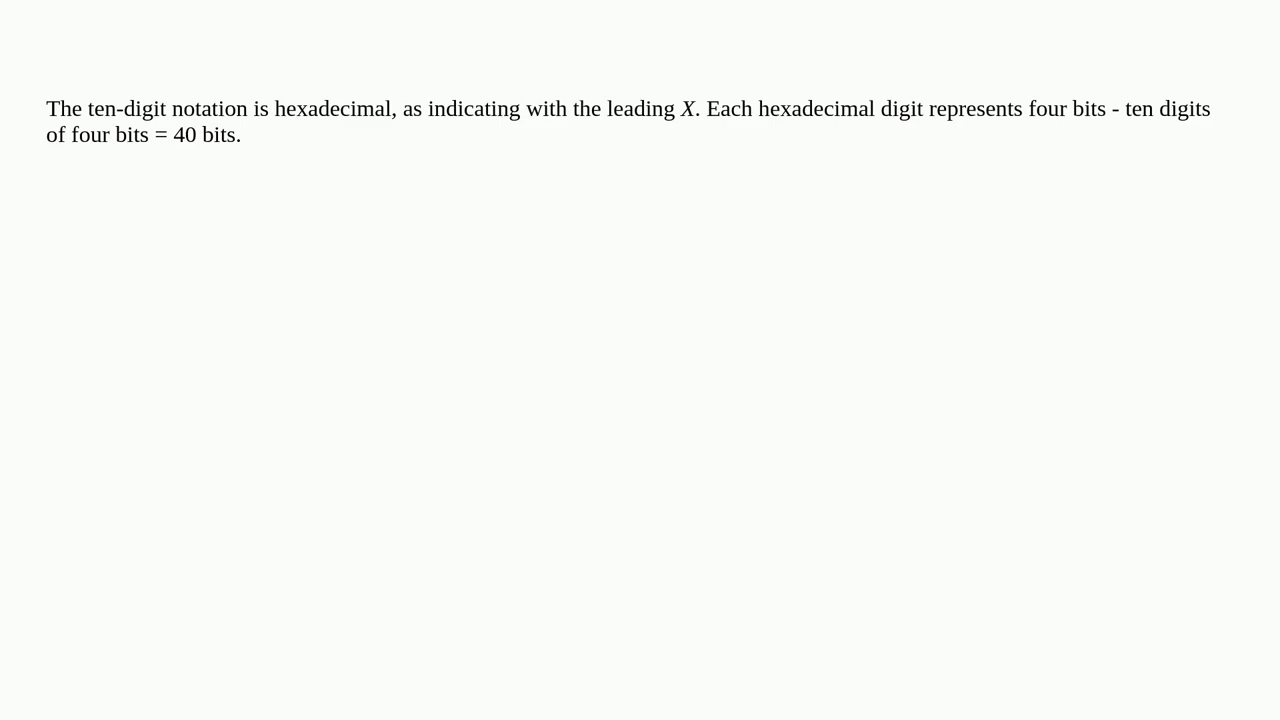 The ten-digit notation is hexadecimal, as indicating with the leading X. Each hexadecimal digit represents four bits - ten digits
of four bits = 40 bits.